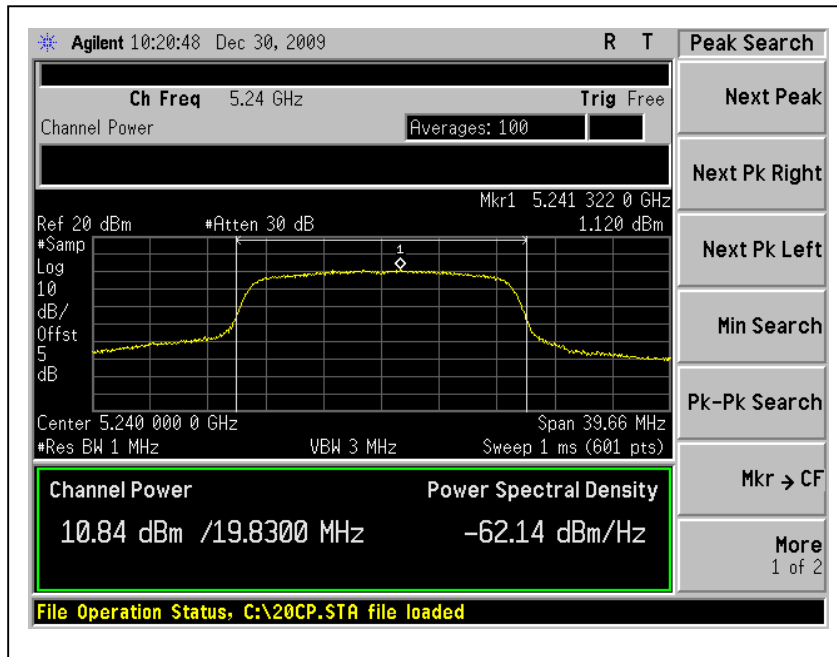 Agilent 10:20:48 Dec 30, 2009 R T
Peak Search
Ch Freq 5.24 GHz Trig Free
Channel Power Averages: 100
Mkr1 5.241 322 0 GHz
Ref 20 dBm #Atten 30 dB 1.120 dBm
#Samp
Log
10
dB/
Offst
5
dB
1
Center 5.240 000 0 GHz Span 39.66 MHz
#Res BW 1 MHz VBW 3 MHz Sweep 1 ms (601 pts)
Channel Power Power Spectral Density
10.84 dBm /19.8300 MHz -62.14 dBm/Hz
File Operation Status, C:\20CP.STA file loaded
Next Peak
Next Pk Right
Next Pk Left
Min Search
Pk-Pk Search
Mkr → CF
More
1 of 2